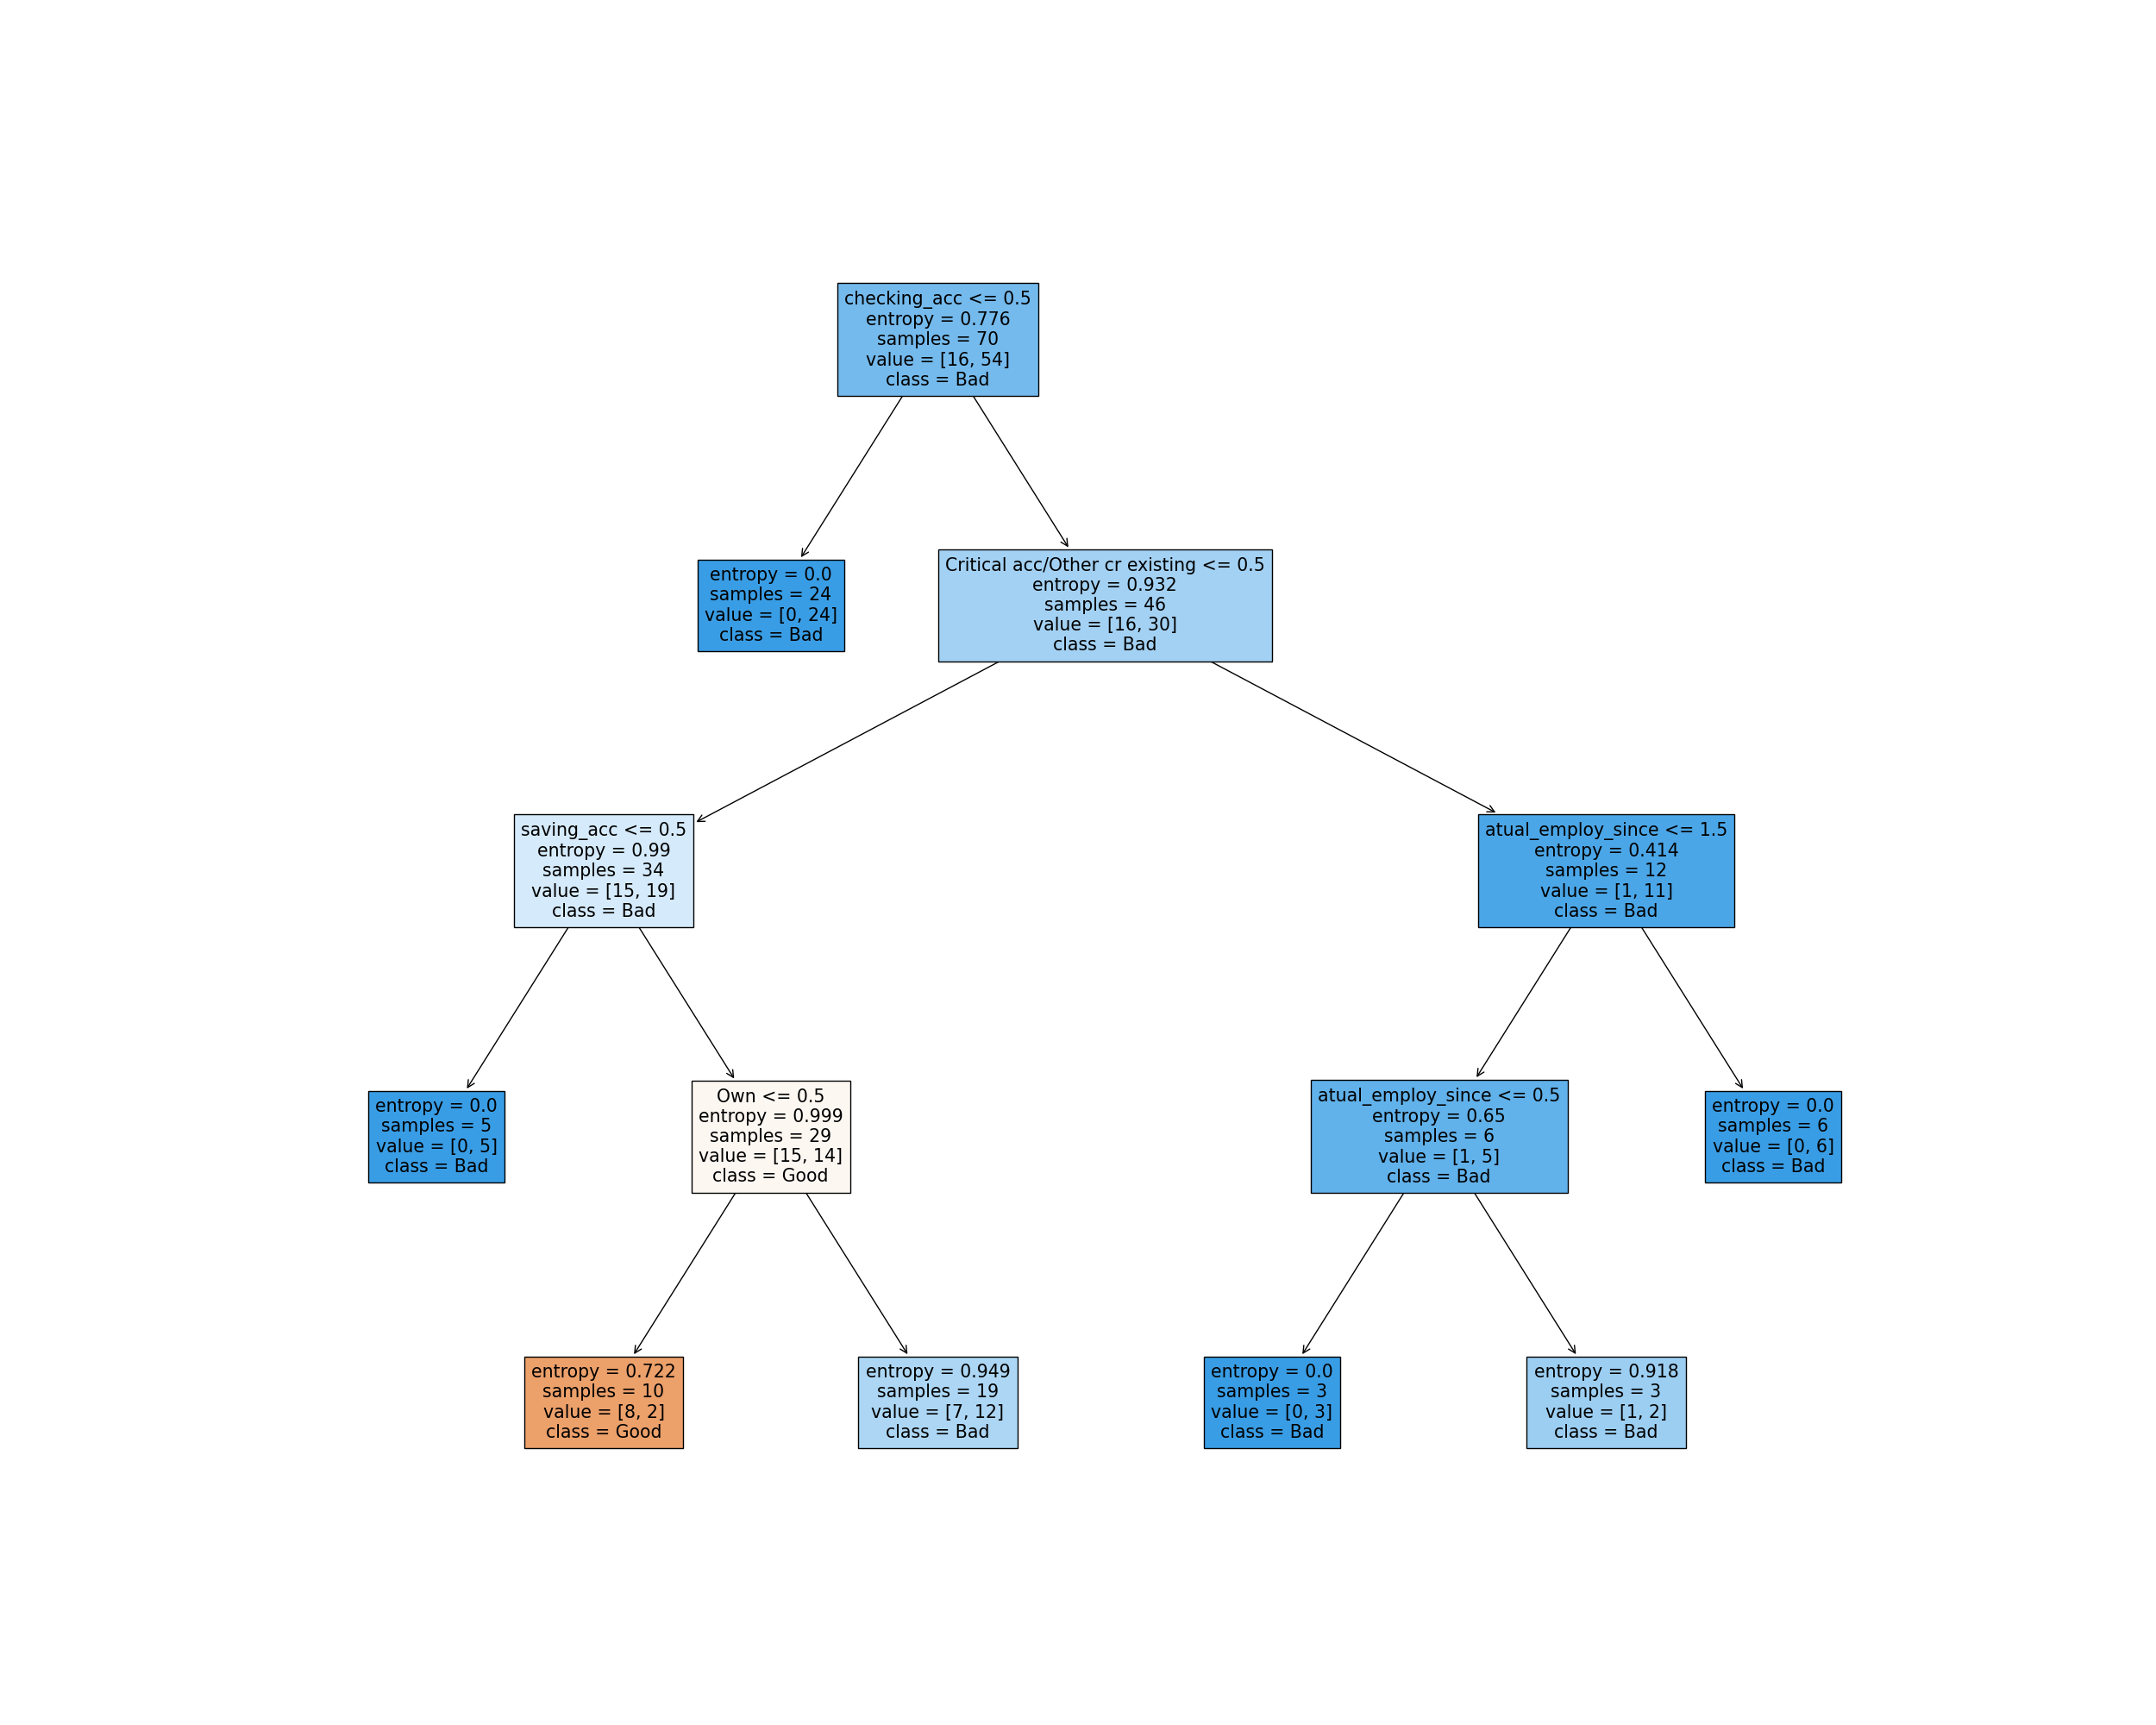 checking_acc <= 0.5
entropy = 0.776
samples = 70
value = [16, 54]
class = Bad
entropy = 0.0
samples = 24
value = [0, 24]
class = Bad
Critical acc/Other cr existing <= 0.5
entropy = 0.932
samples = 46
value = [16, 30]
class = Bad
saving_acc <= 0.5
entropy = 0.99
samples = 34
value = [15, 19]
class = Bad
atual_employ_since <= 1.5
entropy = 0.414
samples = 12
value = [1, 11]
class = Bad
entropy = 0.0
samples = 5
value = [0, 5]
class = Bad
Own <= 0.5
entropy = 0.999
samples = 29
value = [15, 14]
class = Good
atual_employ_since <= 0.5
entropy = 0.65
samples = 6
value = [1, 5]
class = Bad
entropy = 0.0
samples = 6
value = [0, 6]
class = Bad
entropy = 0.722
samples = 10
value = [8, 2]
class = Good
entropy = 0.949
samples = 19
value = [7, 12]
class = Bad
entropy = 0.0
samples = 3
value = [0, 3]
class = Bad
entropy = 0.918
samples = 3
value = [1, 2]
class = Bad